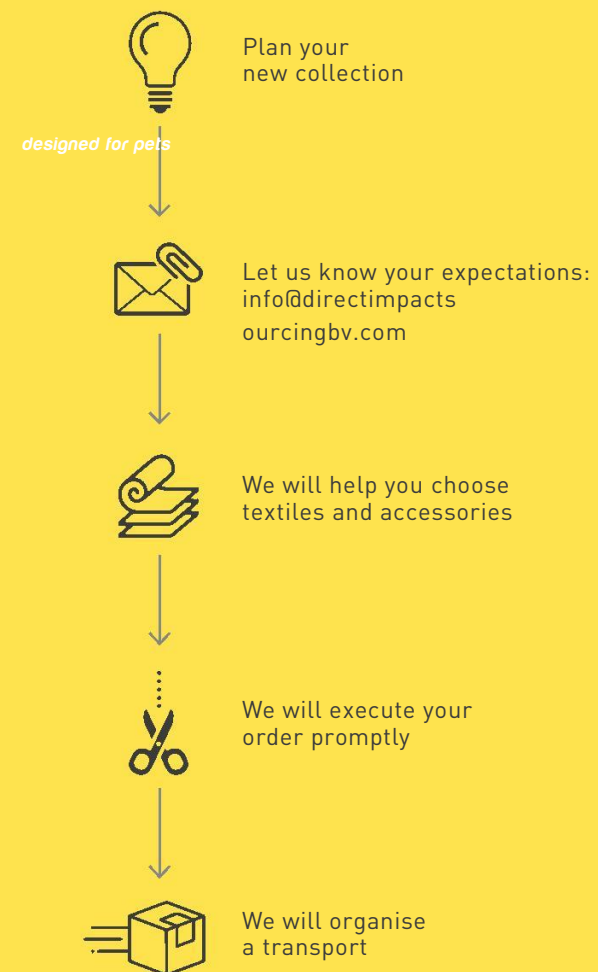 Plan your
new collection
designed for pets
Let us know your expectations:
info@directimpacts
ourcingbv.com
We will help you choose
textiles and accessories
We will execute your
order promptly
We will organise
a transport